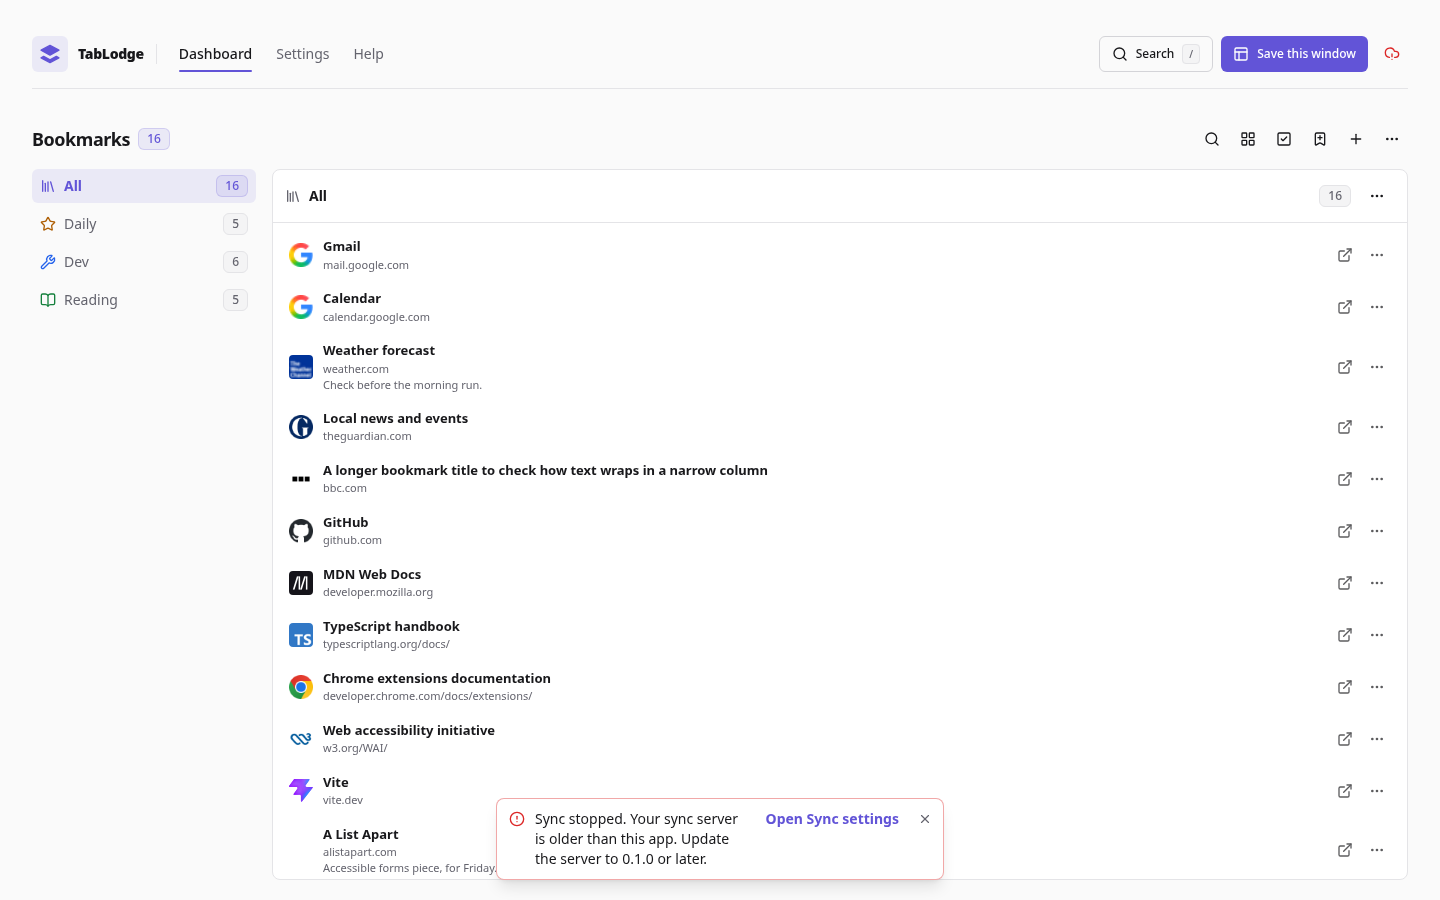 TabLodge
Dashboard
Settings
Help
Search /
Save this window
Bookmarks 16
All 16
Daily 5
Dev 6
Reading 5
All 16
Gmail
mail.google.com
Calendar
calendar.google.com
The Weather Channel
Weather forecast
weather.com
Check before the morning run.
Local news and events
theguardian.com
A longer bookmark title to check how text wraps in a narrow column
bbc.com
GitHub
github.com
MDN Web Docs
developer.mozilla.org
TS
TypeScript handbook
typescriptlang.org/docs/
Chrome extensions documentation
developer.chrome.com/docs/extensions/
Web accessibility initiative
w3.org/WAI/
Vite
vite.dev
A List Apart
alistapart.com
Accessible forms piece, for Friday.
Sync stopped. Your sync server
is older than this app. Update
the server to 0.1.0 or later.
Open Sync settings